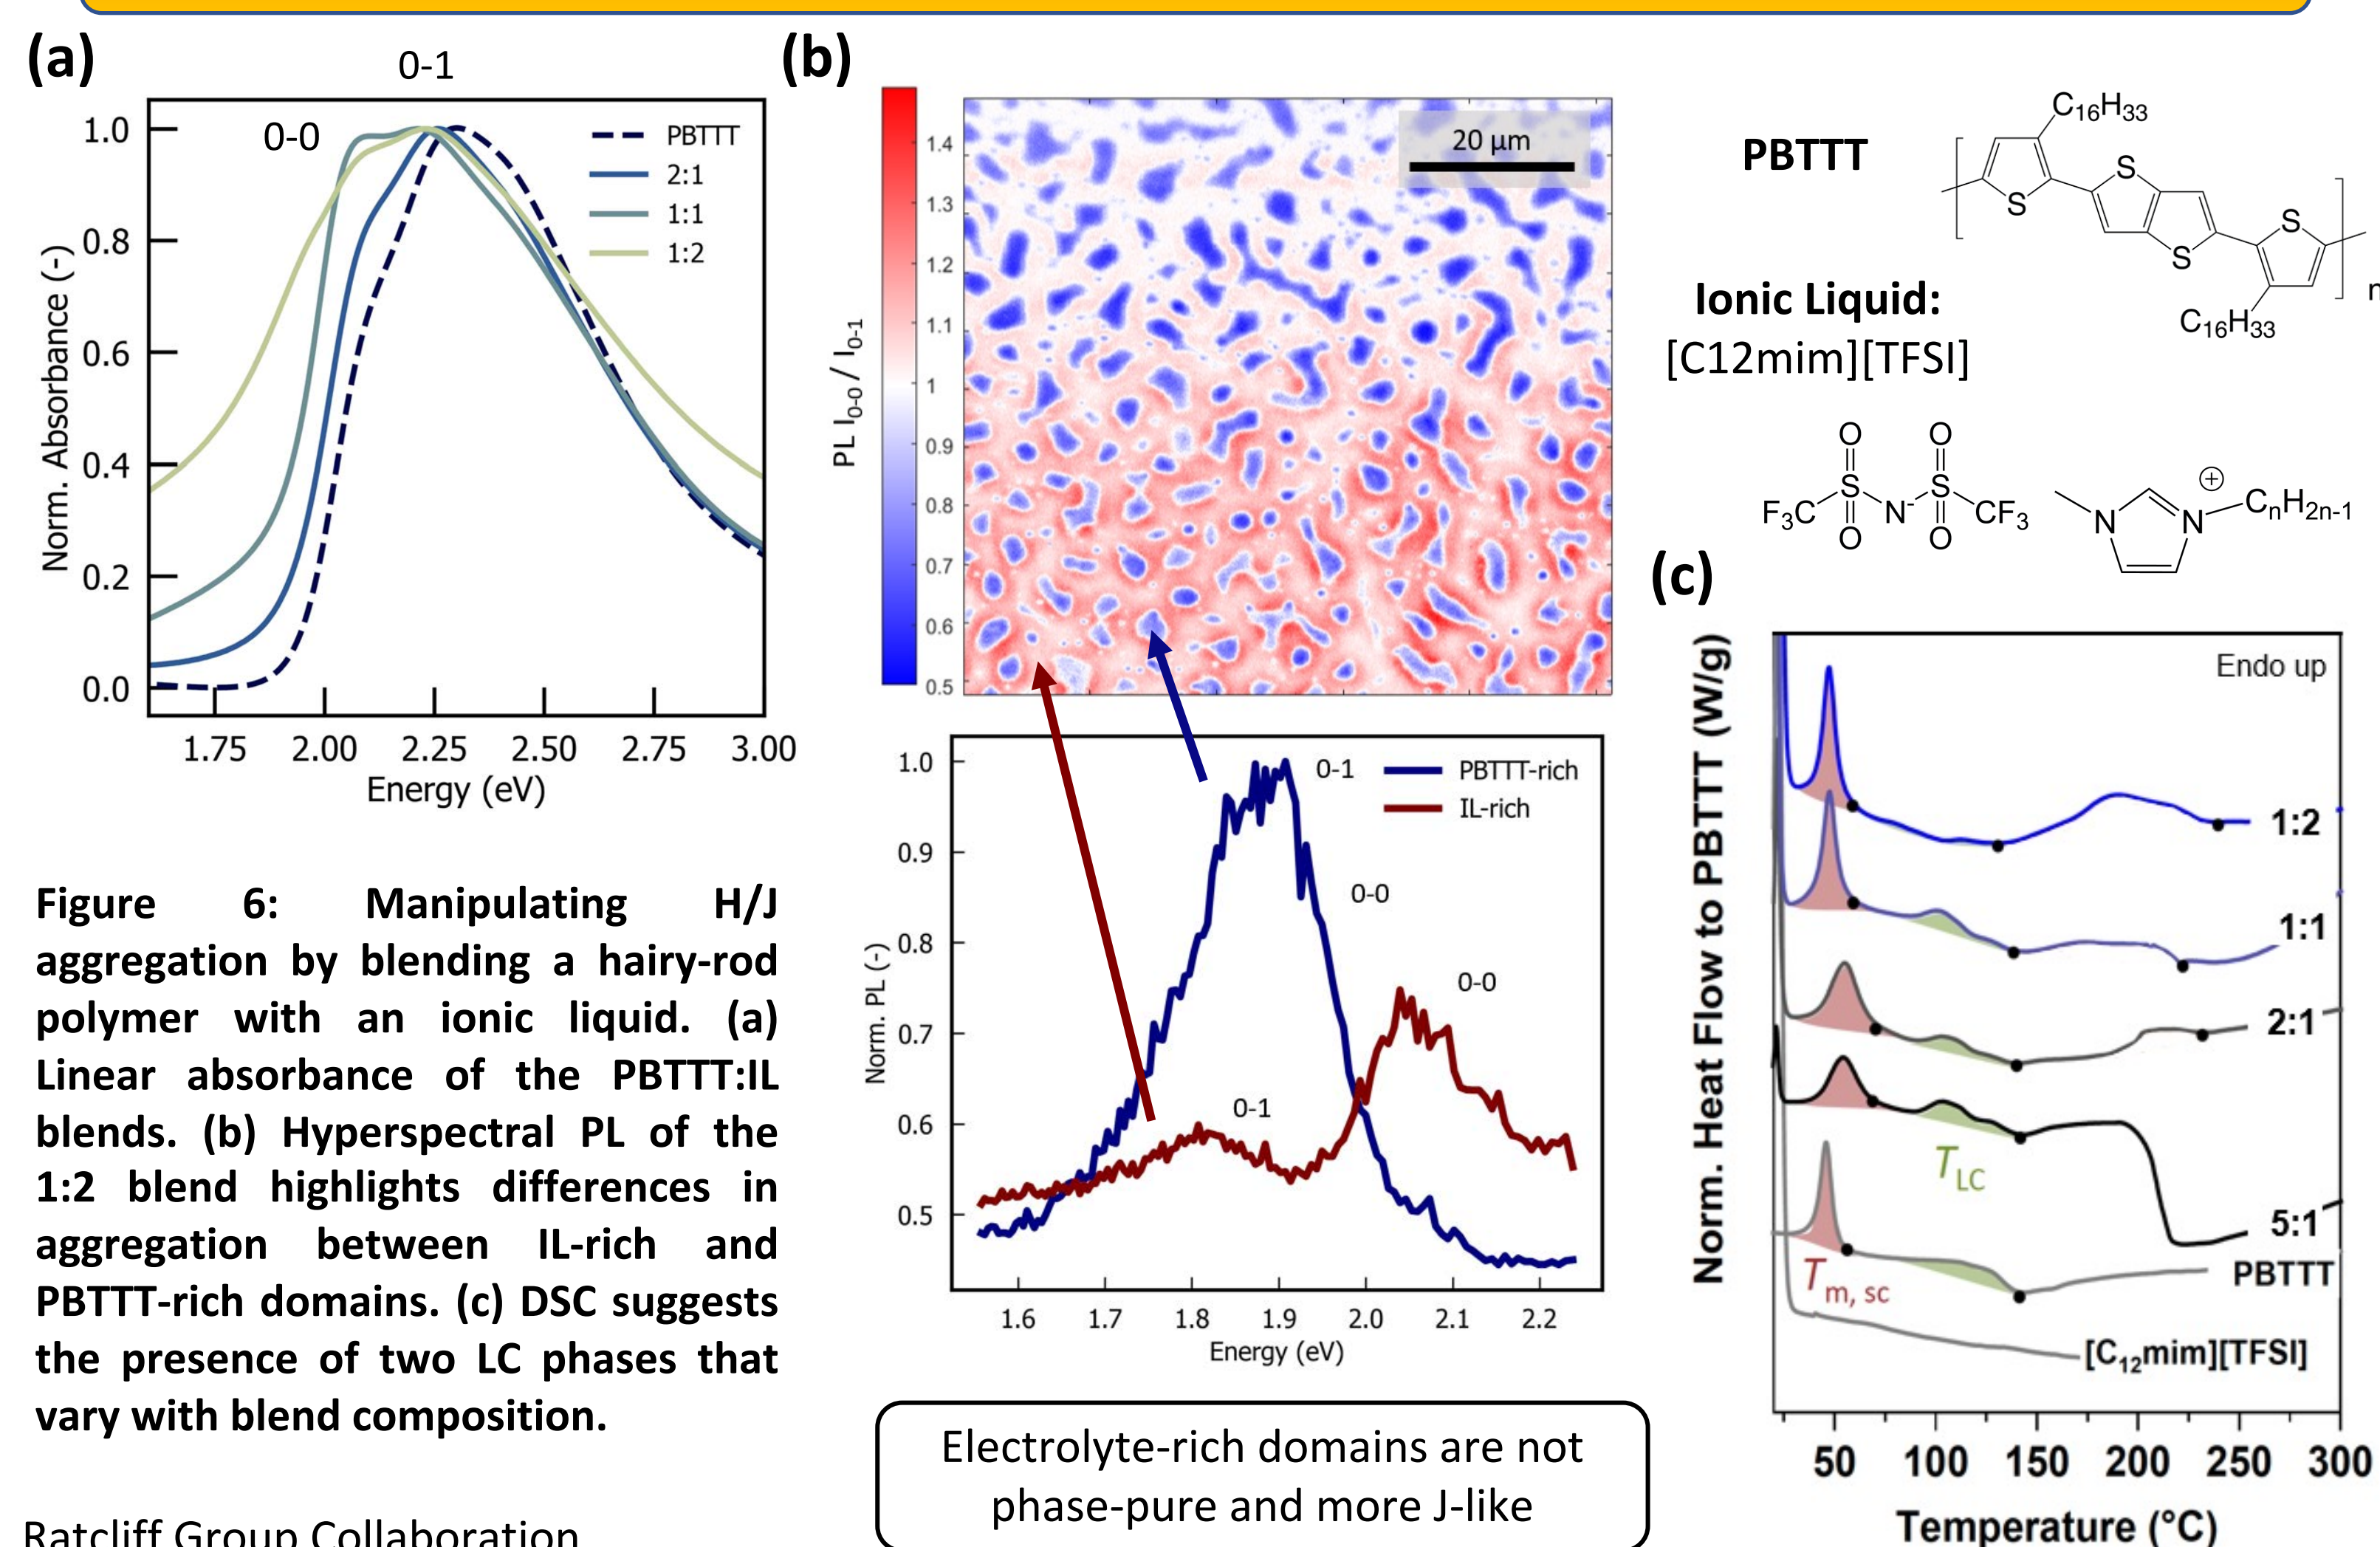 (a)
0-1
0-0
1.0
0.8
0.6
0.4
0.2
0.0
Norm. Absorbance (-)
PBTTT
2:1
1:1
1:2
1.75 2.00 2.25 2.50 2.75 3.00
Energy (eV)
Figure 6: Manipulating H/J
aggregation by blending a hairy-rod
polymer with an ionic liquid. (a)
Linear absorbance of the PBTTT:IL
blends. (b) Hyperspectral PL of the
1:2 blend highlights differences in
aggregation between IL-rich and
PBTTT-rich domains. (c) DSC suggests
the presence of two LC phases that
vary with blend composition.
Ratcliff Group Collaboration
(b)
1.4
1.3
1.2
1.1
1
0.9
0.8
0.7
0.6
0.5
PL I0-0 / I0-1
20 µm
1.0
0.9
0.8
0.7
0.6
0.5
Norm. PL (-)
0-1
PBTTT-rich
IL-rich
0-0
0-0
0-1
1.6 1.7 1.8 1.9 2.0 2.1 2.2
Energy (eV)
Electrolyte-rich domains are not
phase-pure and more J-like
PBTTT
C16H33
S
S
S
S
n
C16H33
Ionic Liquid:
[C12mim][TFSI]
O O
F3C S N- S CF3
O O
N N ⊕ CnH2n-1
(c)
Norm. Heat Flow to PBTTT (W/g)
Endo up
1:2
1:1
2:1
TLC
5:1
Tm, sc
PBTTT
[C12mim][TFSI]
50 100 150 200 250 300
Temperature (°C)